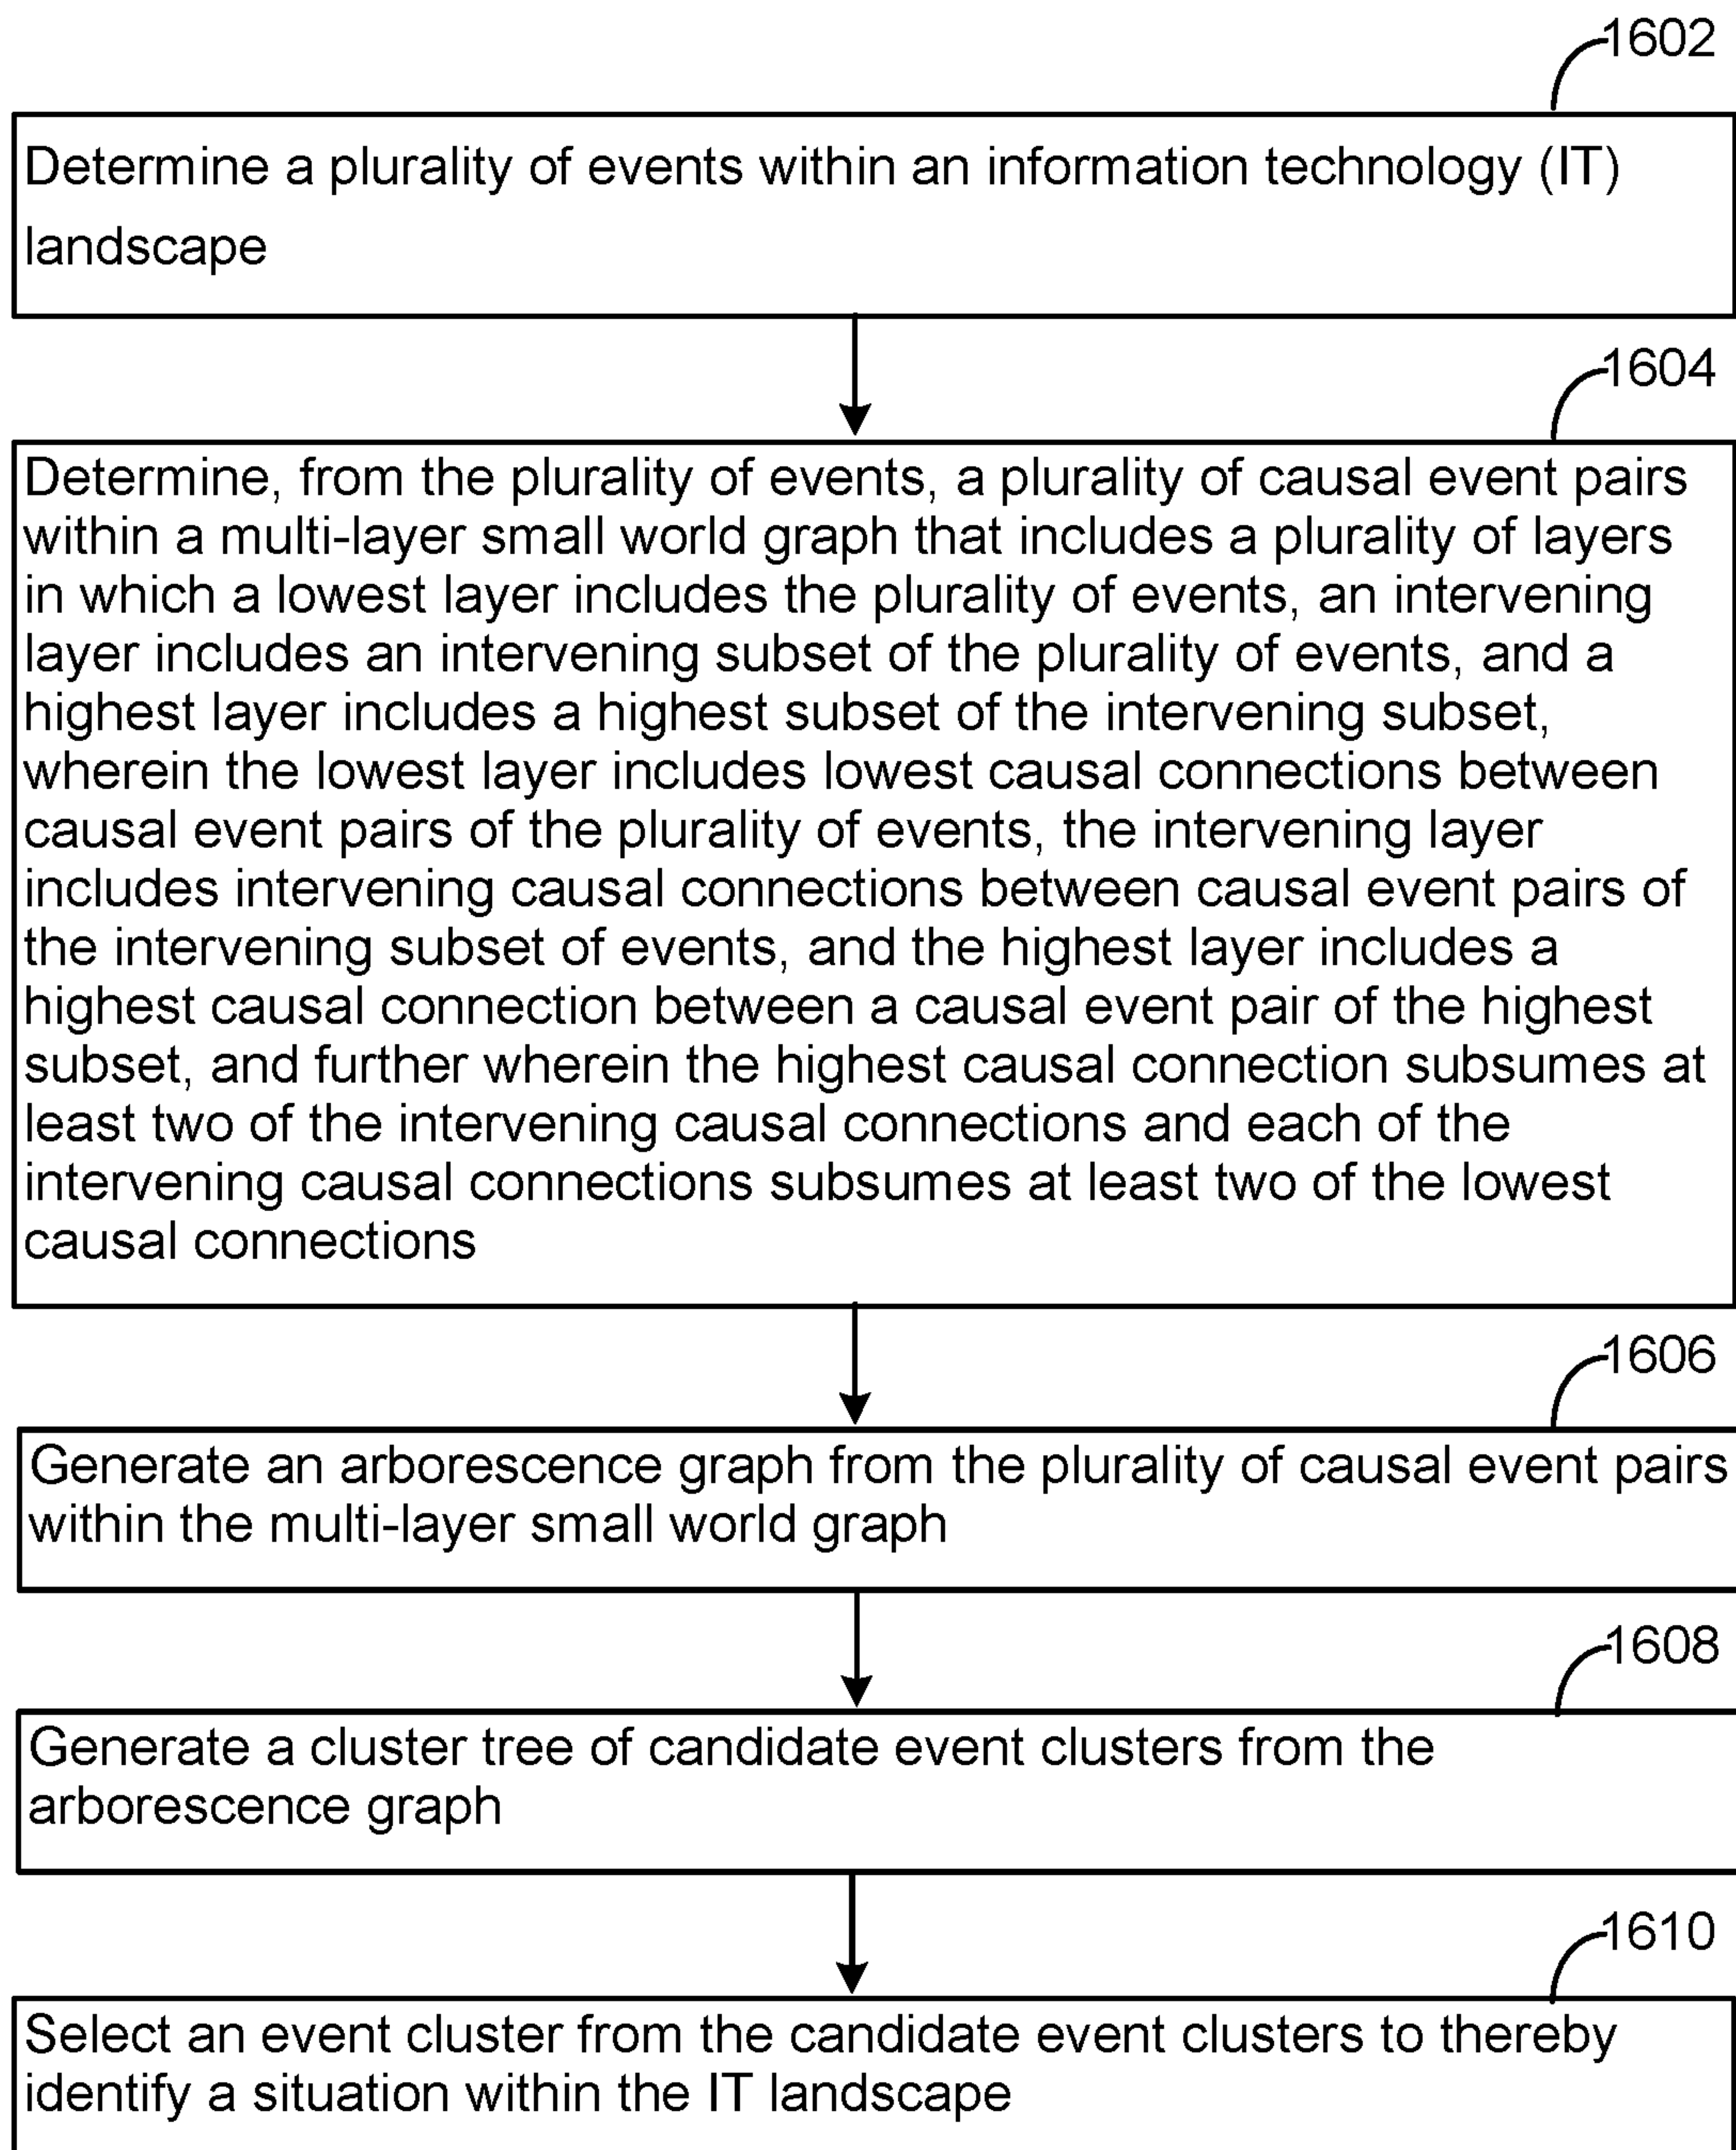 1602
Determine a plurality of events within an information technology (IT)
landscape
1604
Determine, from the plurality of events, a plurality of causal event pairs
within a multi-layer small world graph that includes a plurality of layers
in which a lowest layer includes the plurality of events, an intervening
layer includes an intervening subset of the plurality of events, and a
highest layer includes a highest subset of the intervening subset,
wherein the lowest layer includes lowest causal connections between
causal event pairs of the plurality of events, the intervening layer
includes intervening causal connections between causal event pairs of
the intervening subset of events, and the highest layer includes a
highest causal connection between a causal event pair of the highest
subset, and further wherein the highest causal connection subsumes at
least two of the intervening causal connections and each of the
intervening causal connections subsumes at least two of the lowest
causal connections
1606
Generate an arborescence graph from the plurality of causal event pairs
within the multi-layer small world graph
1608
Generate a cluster tree of candidate event clusters from the
arborescence graph
1610
Select an event cluster from the candidate event clusters to thereby
identify a situation within the IT landscape